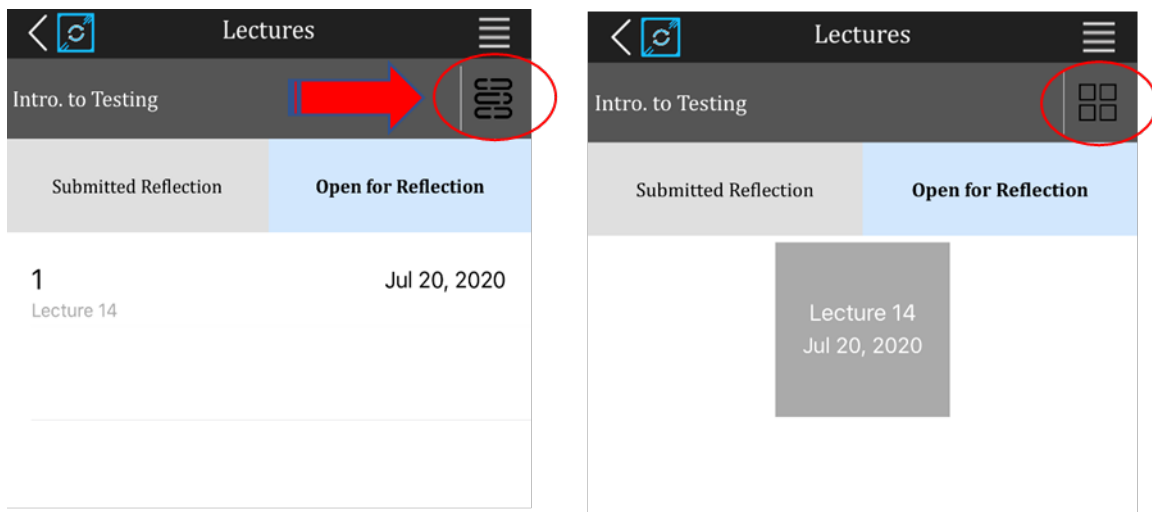 Lectures
Intro. to Testing
Submitted Reflection
Open for Reflection
1
Jul 20, 2020
Lecture 14
Lectures
Intro. to Testing
Submitted Reflection
Open for Reflection
Lecture 14
Jul 20, 2020